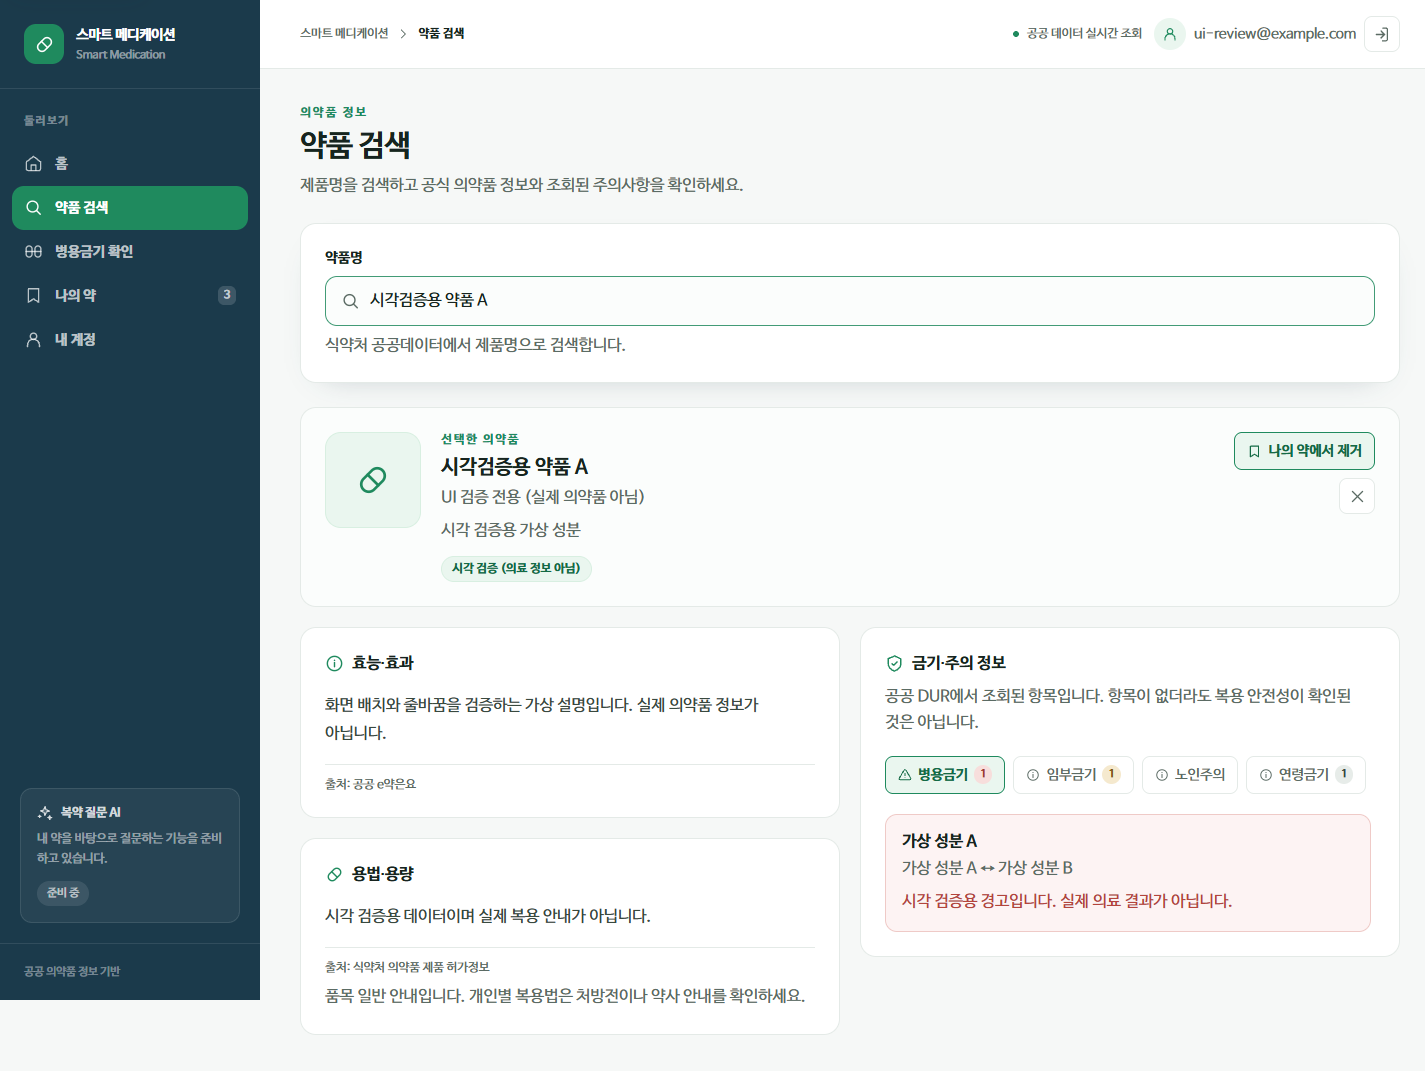 스마트 메디케이션
Smart Medication
둘러보기
홈
약품 검색
병용금기 확인
나의 약
3
내 계정
복약 질문 AI
내 약을 바탕으로 질문하는 기능을 준비
하고 있습니다.
준비 중
공공 의약품 정보 기반
스마트 메디케이션 > 약품 검색
공공 데이터 실시간 조회
ui-review@example.com
의약품 정보
약품 검색
제품명을 검색하고 공식 의약품 정보와 조회된 주의사항을 확인하세요.
약품명
시각검증용 약품 A
식약처 공공데이터에서 제품명으로 검색합니다.
선택한 의약품
시각검증용 약품 A
UI 검증 전용 (실제 의약품 아님)
시각 검증용 가상 성분
시각 검증 (의료 정보 아님)
나의 약에서 제거
효능·효과
화면 배치와 줄바꿈을 검증하는 가상 설명입니다. 실제 의약품 정보가
아닙니다.
출처: 공공 e약은요
용법·용량
시각 검증용 데이터이며 실제 복용 안내가 아닙니다.
출처: 식약처 의약품 제품 허가정보
품목 일반 안내입니다. 개인별 복용법은 처방전이나 약사 안내를 확인하세요.
금기·주의 정보
공공 DUR에서 조회된 항목입니다. 항목이 없더라도 복용 안전성이 확인된
것은 아닙니다.
병용금기 1
임부금기 1
노인주의
연령금기 1
가상 성분 A
가상 성분 A ↔ 가상 성분 B
시각 검증용 경고입니다. 실제 의료 결과가 아닙니다.